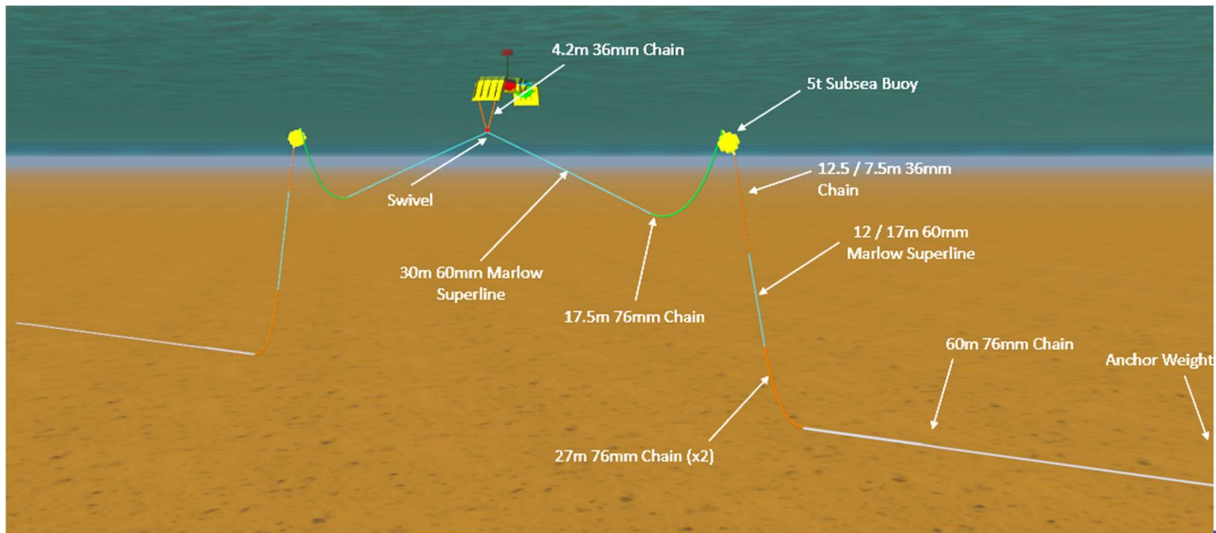 4.2m 36mm Chain
5t Subsea Buoy
12.5 / 7.5m 36mm
Chain
Swivel
12 / 17m 60mm
Marlow Superline
30m 60mm Marlow
Superline
17.5m 76mm Chain
60m 76mm Chain
Anchor Weight
27m 76mm Chain (x2)